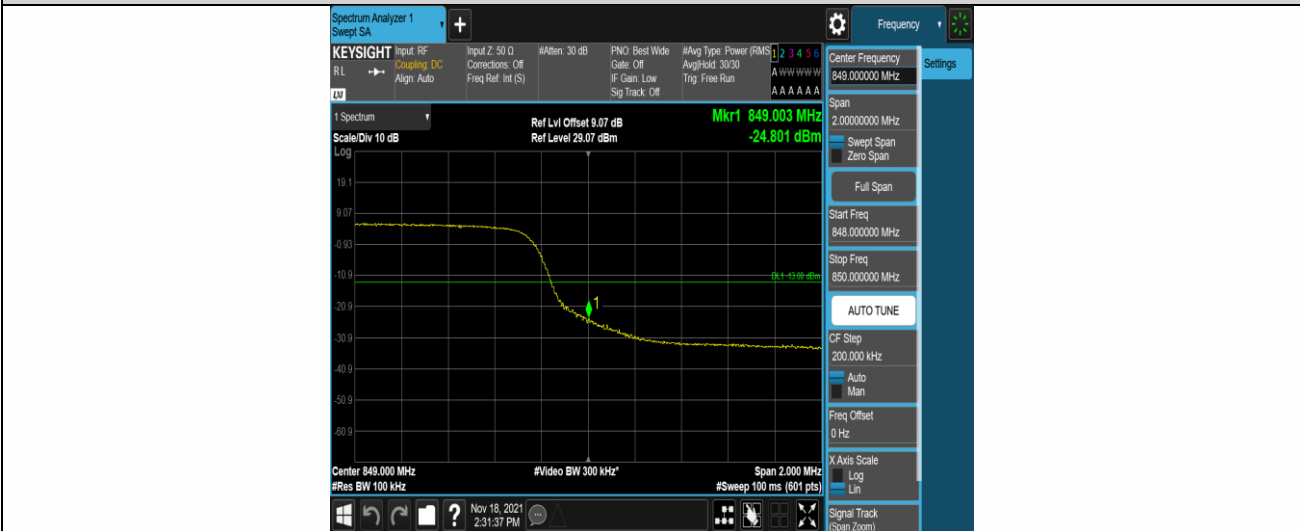 Spectrum Analyzer 1
Swept SA
+
Frequency
KEYSIGHT
RL
LXI
Input: RF
Coupling: DC
Align: Auto
Input Z: 50 Ω
Corrections: Off
Freq Ref: Int (S)
#Atten: 30 dB
PNO: Best Wide
Gate: Off
IF Gain: Low
Sig Track: Off
#Avg Type: Power (RMS
Avg|Hold: 30/30
Trig: Free Run
1 2 3 4 5 6
A W W W W W
A A A A A A
1 Spectrum
Scale/Div 10 dB
Log
Ref Lvl Offset 9.07 dB
Ref Level 29.07 dBm
Mkr1 849.003 MHz
-24.801 dBm
19.1
9.07
-0.93
-10.9
DL1 -13.00 dBm
-20.9
1
-30.9
-40.9
-50.9
-60.9
Center 849.000 MHz
#Res BW 100 kHz
#Video BW 300 kHz*
Span 2.000 MHz
#Sweep 100 ms (601 pts)
?
Nov 18, 2021
2:31:37 PM
Center Frequency
849.000000 MHz
Settings
Span
2.00000000 MHz
Swept Span
Zero Span
Full Span
Start Freq
848.000000 MHz
Stop Freq
850.000000 MHz
AUTO TUNE
CF Step
200.000 kHz
Auto
Man
Freq Offset
0 Hz
X Axis Scale
Log
Lin
Signal Track
(Span Zoom)